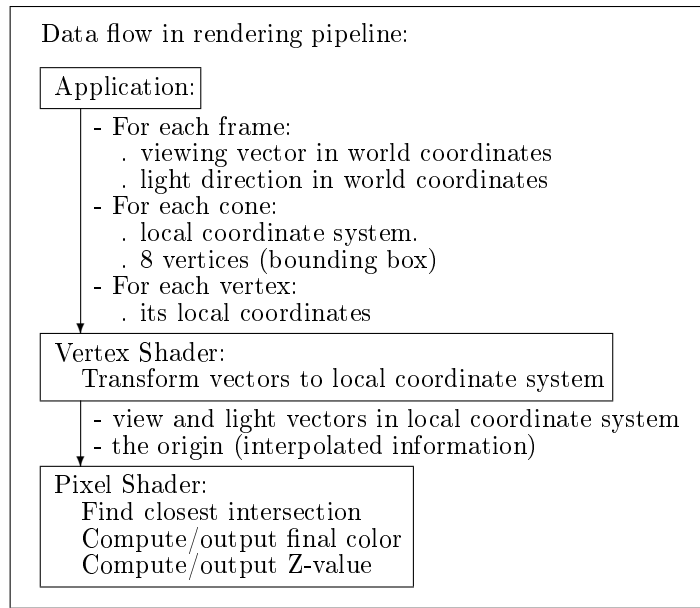 Data flow in rendering pipeline:
Application:
- For each frame:
. viewing vector in world coordinates
. light direction in world coordinates
- For each cone:
. local coordinate system.
. 8 vertices (bounding box)
- For each vertex:
. its local coordinates
Vertex Shader:
Transform vectors to local coordinate system
- view and light vectors in local coordinate system
- the origin (interpolated information)
Pixel Shader:
Find closest intersection
Compute/output final color
Compute/output Z-value